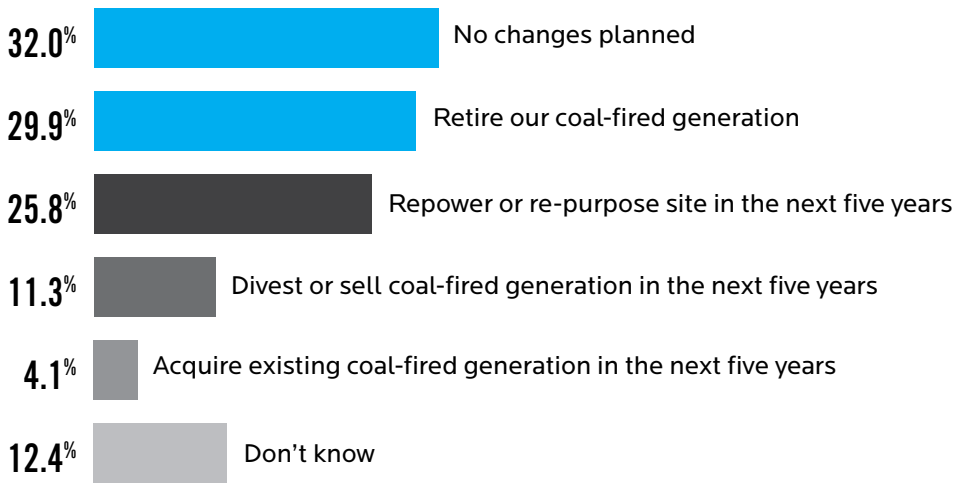 32.0% No changes planned
29.9% Retire our coal-fired generation
25.8% Repower or re-purpose site in the next five years
11.3% Divest or sell coal-fired generation in the next five years
4.1% Acquire existing coal-fired generation in the next five years
12.4% Don’t know